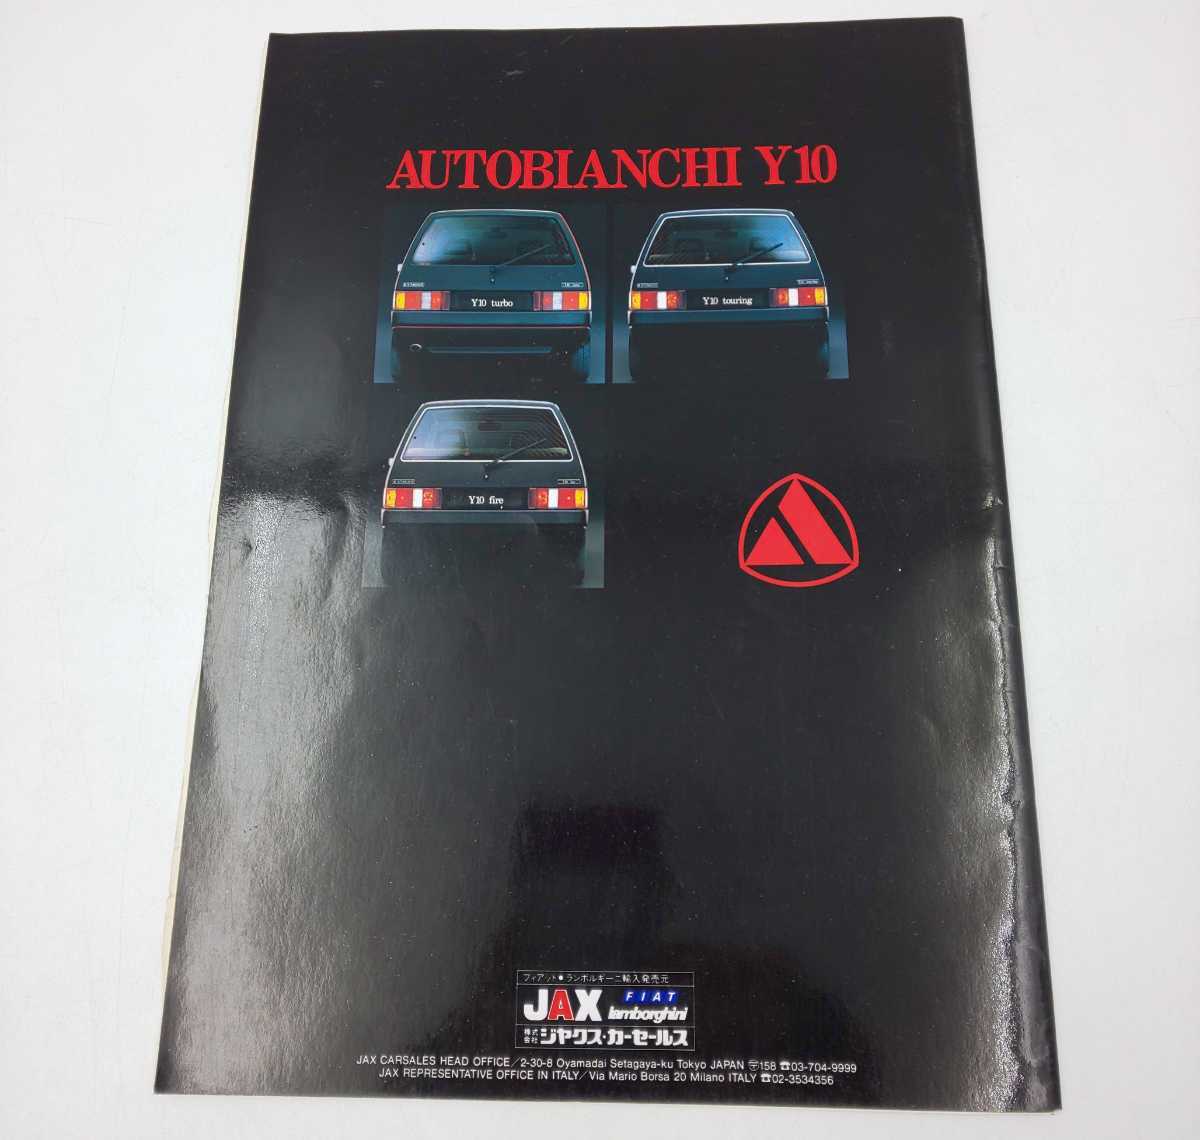 AUTOBIANCHI Y10
Y10 turbo
Y10 touring
Y10 fire
フィアット●ランボルギーニ輸入発売元
JAX FIAT
lamborghini
株式会社 ジヤクス・カーセールス
JAX CARSALES HEAD OFFICE／2-30-8 Oyamadai Setagaya-ku Tokyo JAPAN 〶158 ☎03-704-9999
JAX REPRESENTATIVE OFFICE IN ITALY／Via Mario Borsa 20 Milano ITALY ☎02-3534356